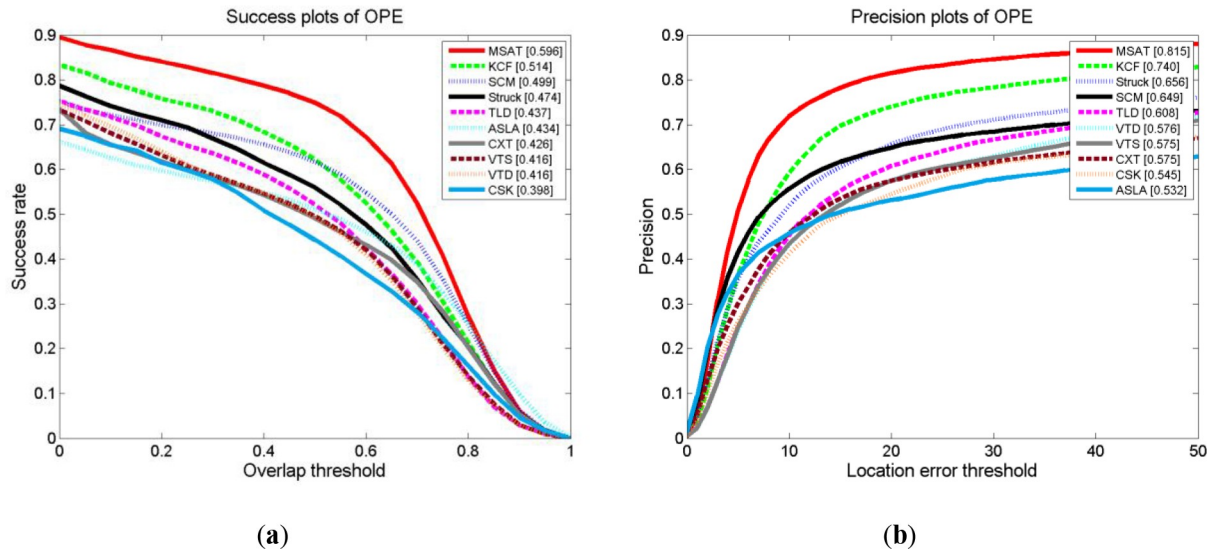 Success plots of OPE
0.9
0.8
0.7
0.6
0.5
0.4
0.3
0.2
0.1
0
Success rate
0
0.2
0.4
0.6
0.8
1
Overlap threshold
MSAT [0.596]
KCF [0.514]
SCM [0.499]
Struck [0.474]
TLD [0.437]
ASLA [0.434]
CXT [0.426]
VTS [0.416]
VTD [0.416]
CSK [0.398]
(a)
Precision plots of OPE
0.9
0.8
0.7
0.6
0.5
0.4
0.3
0.2
0.1
0
Precision
0
10
20
30
40
50
Location error threshold
MSAT [0.815]
KCF [0.740]
Struck [0.656]
SCM [0.649]
TLD [0.608]
VTD [0.576]
VTS [0.575]
CXT [0.575]
CSK [0.545]
ASLA [0.532]
(b)